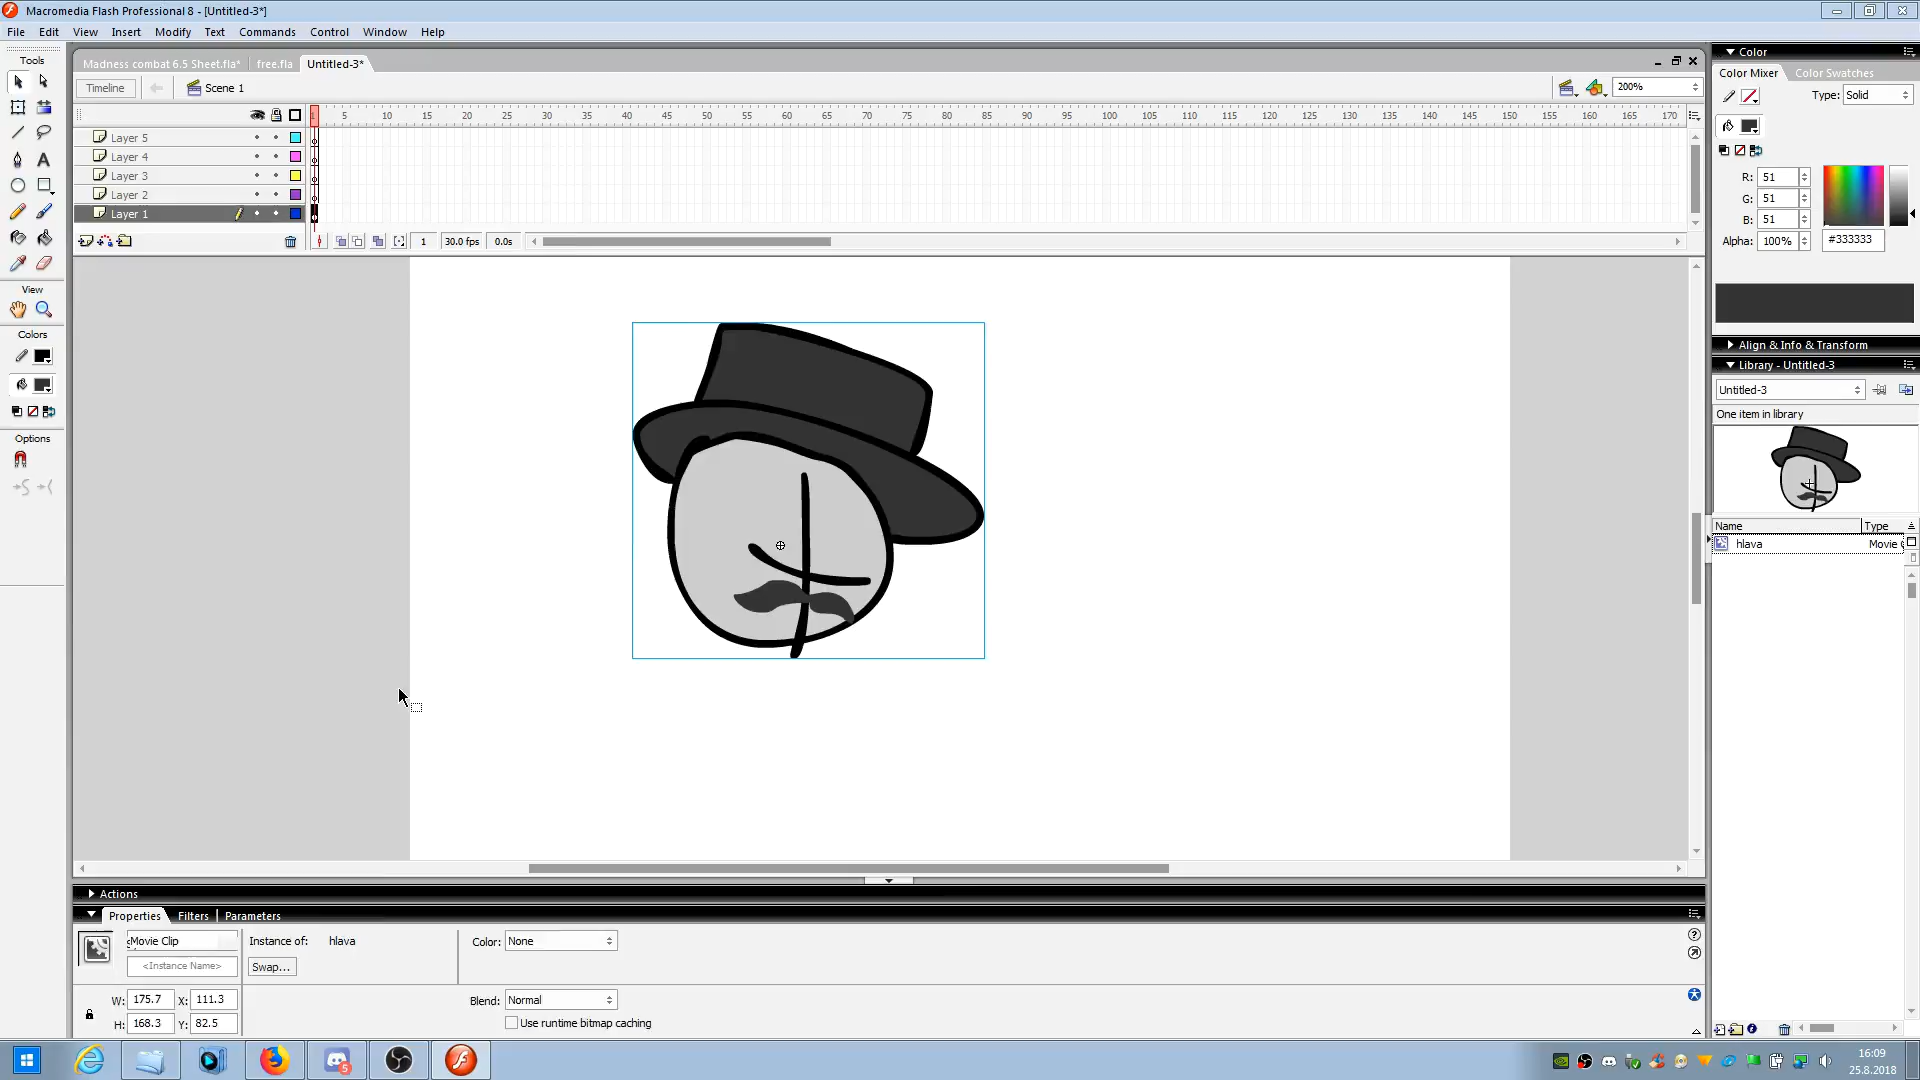 Macromedia Flash Professional 8 - [Untitled-3*]
File Edit View Insert Modify Text Commands Control Window Help
Tools
Madness combat 6.5 Sheet.fla* free.fla Untitled-3*
Timeline Scene 1 200%
1 5 10 15 20 25 30 35 40 45 50 55 60 65 70 75 80 85 90 95 100 105 110 115 120 125 130 135 140 145 150 155 160 165 170
Layer 5
Layer 4
Layer 3
Layer 2
Layer 1
1 30.0 fps 0.0s
View
Colors
Options
Color
Color Mixer Color Swatches
Type: Solid
R: 51
G: 51
B: 51
Alpha: 100% #333333
Align & Info & Transform
Library - Untitled-3
Untitled-3
One item in library
Name Type
hlava Movie
Actions
Properties Filters Parameters
Movie Clip Instance of: hlava Color: None
<Instance Name> Swap...
W: 175.7 X: 111.3 Blend: Normal
H: 168.3 Y: 82.5 Use runtime bitmap caching
5
16:09
25.8.2018